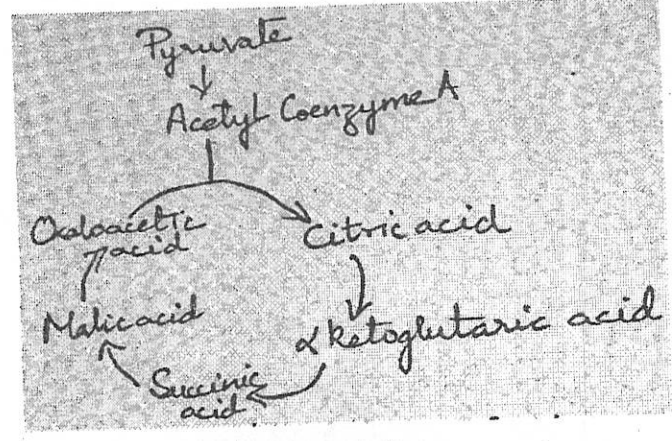 Pyruvate
Acetyl Coenzyme A
Oxaloacetic
acid
Citric acid
Malic acid
α Ketoglutaric acid
Succinic
acid